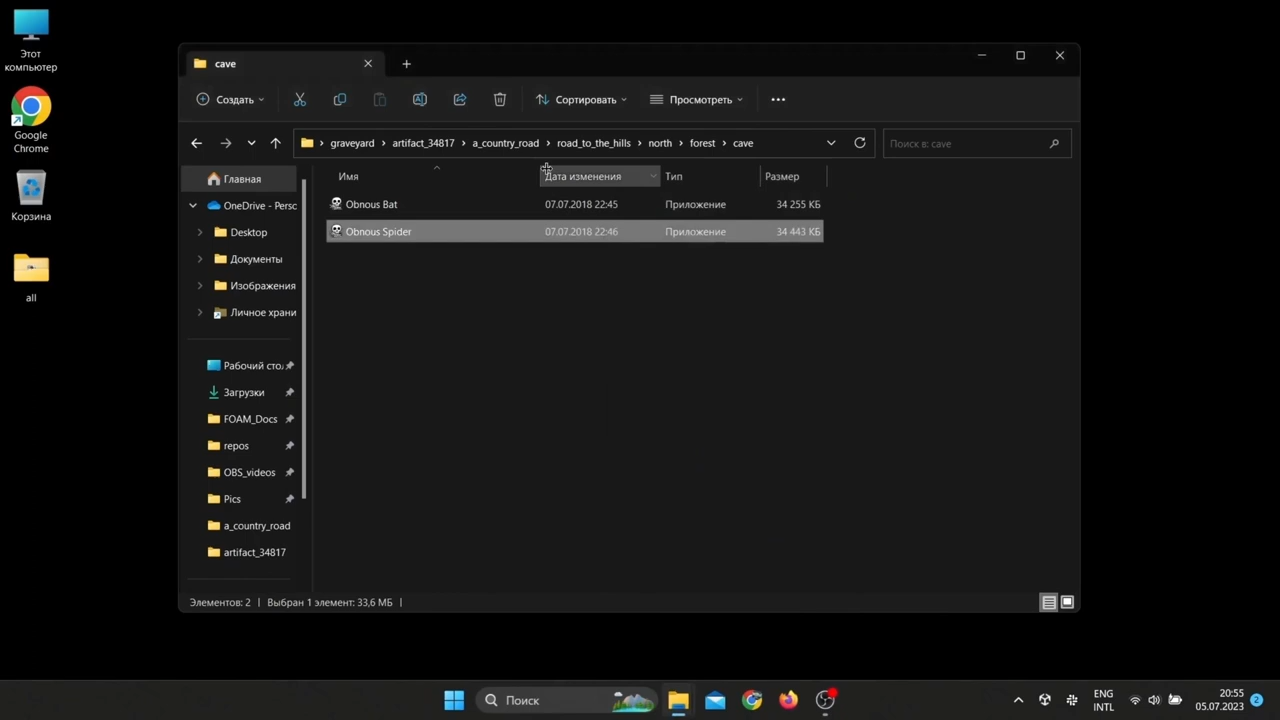 Этот
компьютер
Google
Chrome
Корзина
all
cave
Создать
Сортировать
Просмотреть
graveyard
artifact_34817
a_country_road
road_to_the_hills
north
forest
cave
Поиск в: cave
Имя
Дата изменения
Тип
Размер
Obnous Bat
07.07.2018 22:45
Приложение
34 255 КБ
Obnous Spider
07.07.2018 22:46
Приложение
34 443 КБ
Главная
OneDrive - Persc
Desktop
Документы
Изображения
Личное храни
Рабочий сто.
Загрузки
FOAM_Docs
repos
OBS_videos
Pics
a_country_road
artifact_34817
Элементов: 2
Выбран 1 элемент: 33,6 МБ
Поиск
ENG
INTL
20:55
05.07.2023
2